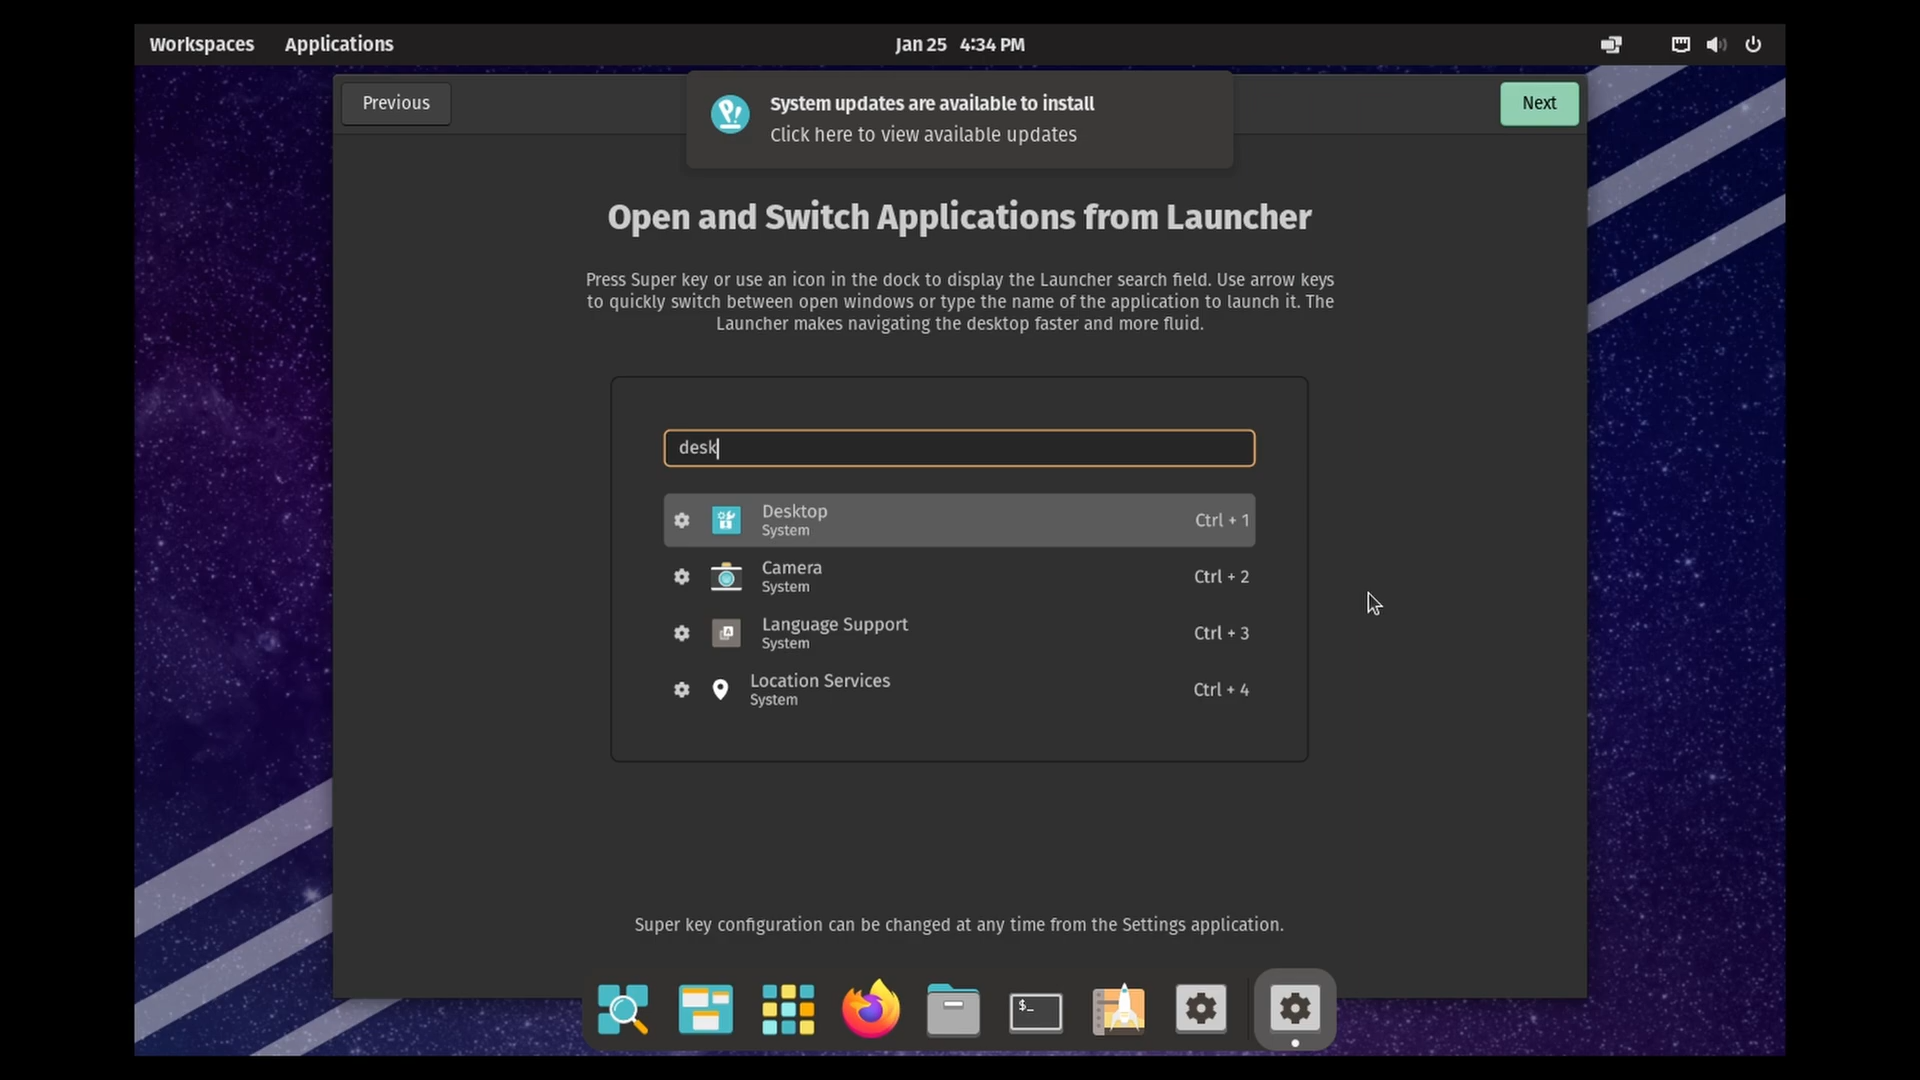 Workspaces Applications Jan 25 4:34 PM
Previous
System updates are available to install
Click here to view available updates
Next
Open and Switch Applications from Launcher
Press Super key or use an icon in the dock to display the Launcher search field. Use arrow keys
to quickly switch between open windows or type the name of the application to launch it. The
Launcher makes navigating the desktop faster and more fluid.
desk
Desktop
System
Ctrl + 1
Camera
System
Ctrl + 2
Language Support
System
Ctrl + 3
Location Services
System
Ctrl + 4
Super key configuration can be changed at any time from the Settings application.
$_